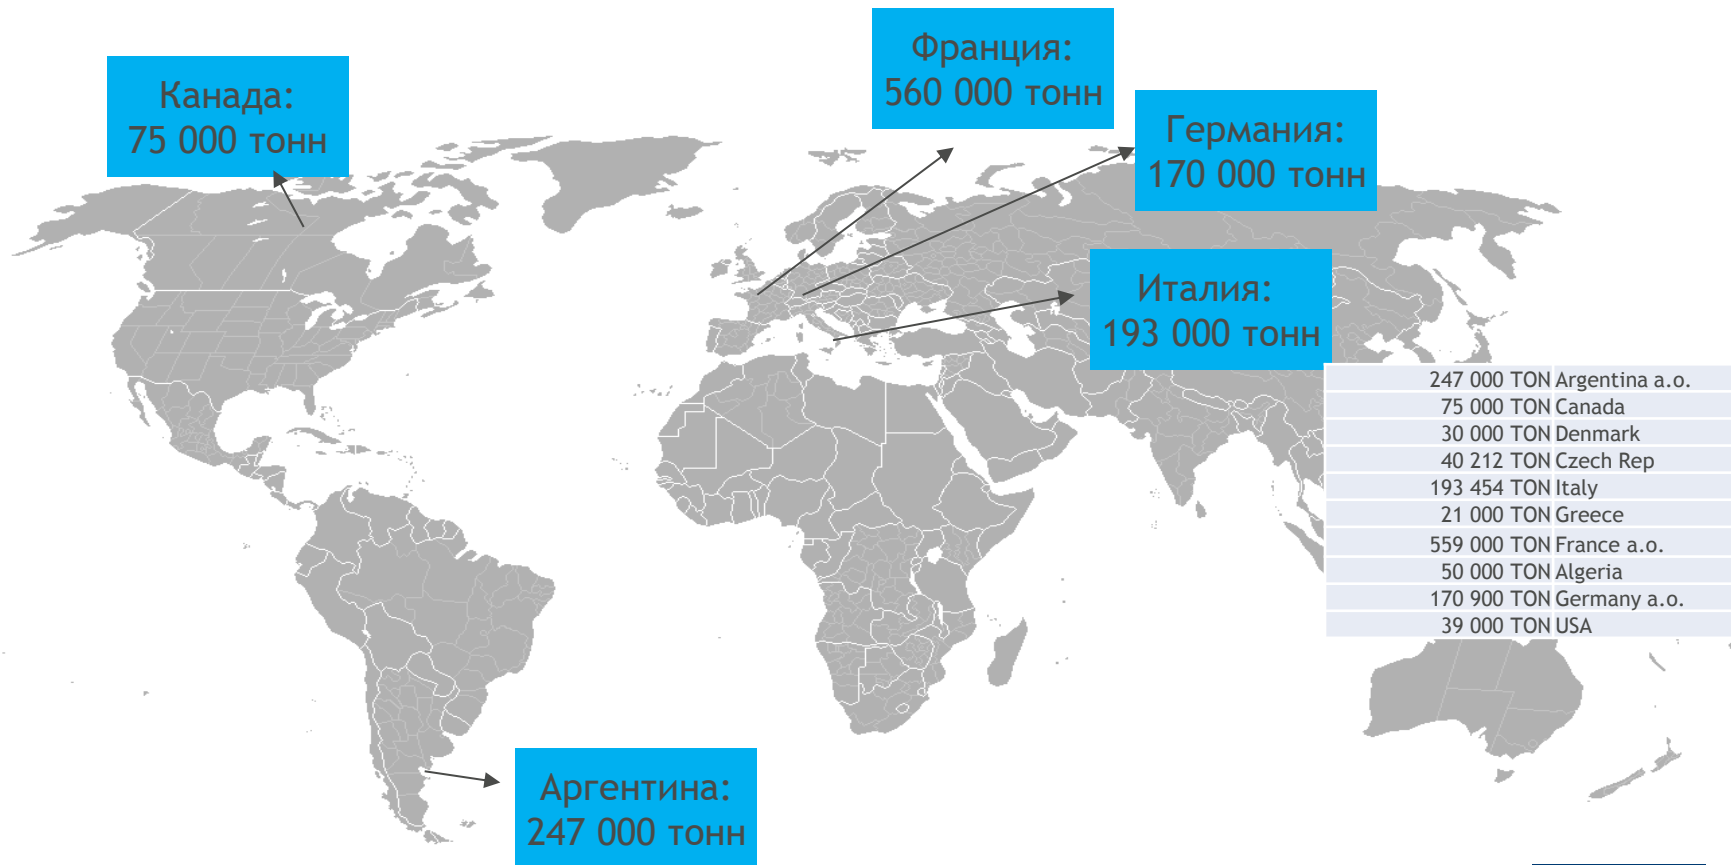 Франция:
560 000 тонн
Канада:
75 000 тонн
Германия:
170 000 тонн
Италия:
193 000 тонн
247 000 TON Argentina a.o.
75 000 TON Canada
30 000 TON Denmark
40 212 TON Czech Rep
193 454 TON Italy
21 000 TON Greece
559 000 TON France a.o.
50 000 TON Algeria
170 900 TON Germany a.o.
39 000 TON USA
Аргентина:
247 000 тонн